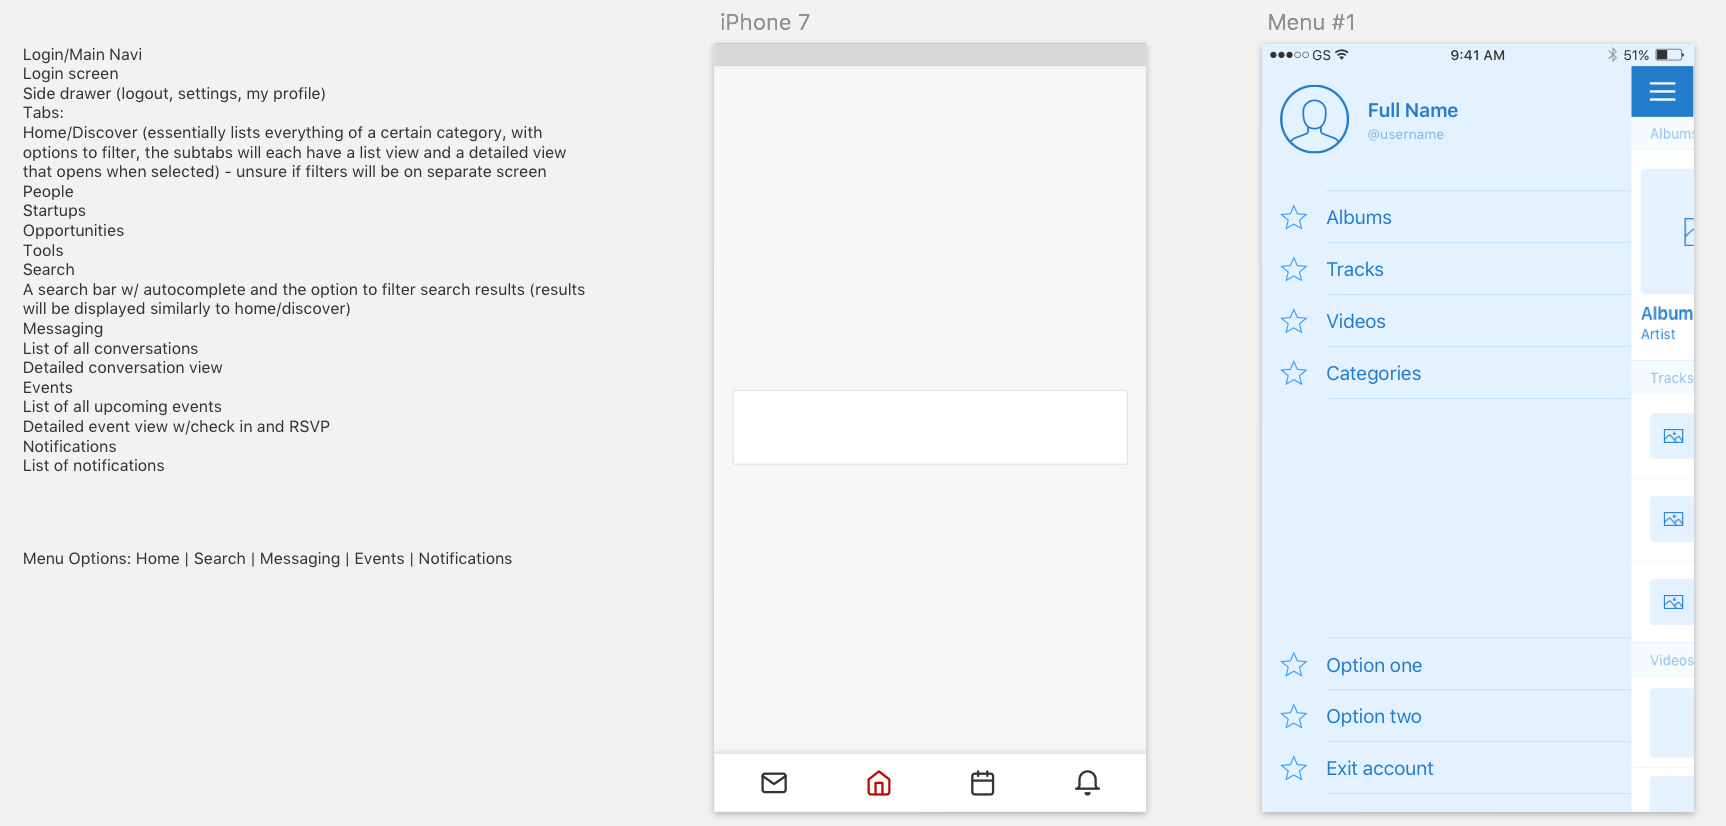 Login/Main Navi
Login screen
Side drawer (logout, settings, my profile)
Tabs:
Home/Discover (essentially lists everything of a certain category, with
options to filter, the subtabs will each have a list view and a detailed view
that opens when selected) - unsure if filters will be on separate screen
People
Startups
Opportunities
Tools
Search
A search bar w/ autocomplete and the option to filter search results (results
will be displayed similarly to home/discover)
Messaging
List of all conversations
Detailed conversation view
Events
List of all upcoming events
Detailed event view w/check in and RSVP
Notifications
List of notifications
Menu Options: Home | Search | Messaging | Events | Notifications
iPhone 7
Menu #1
GS 9:41 AM 51%
Full Name
@username
Albums
Tracks
Videos
Categories
Option one
Option two
Exit account
Albums
Album
Artist
Tracks
Videos